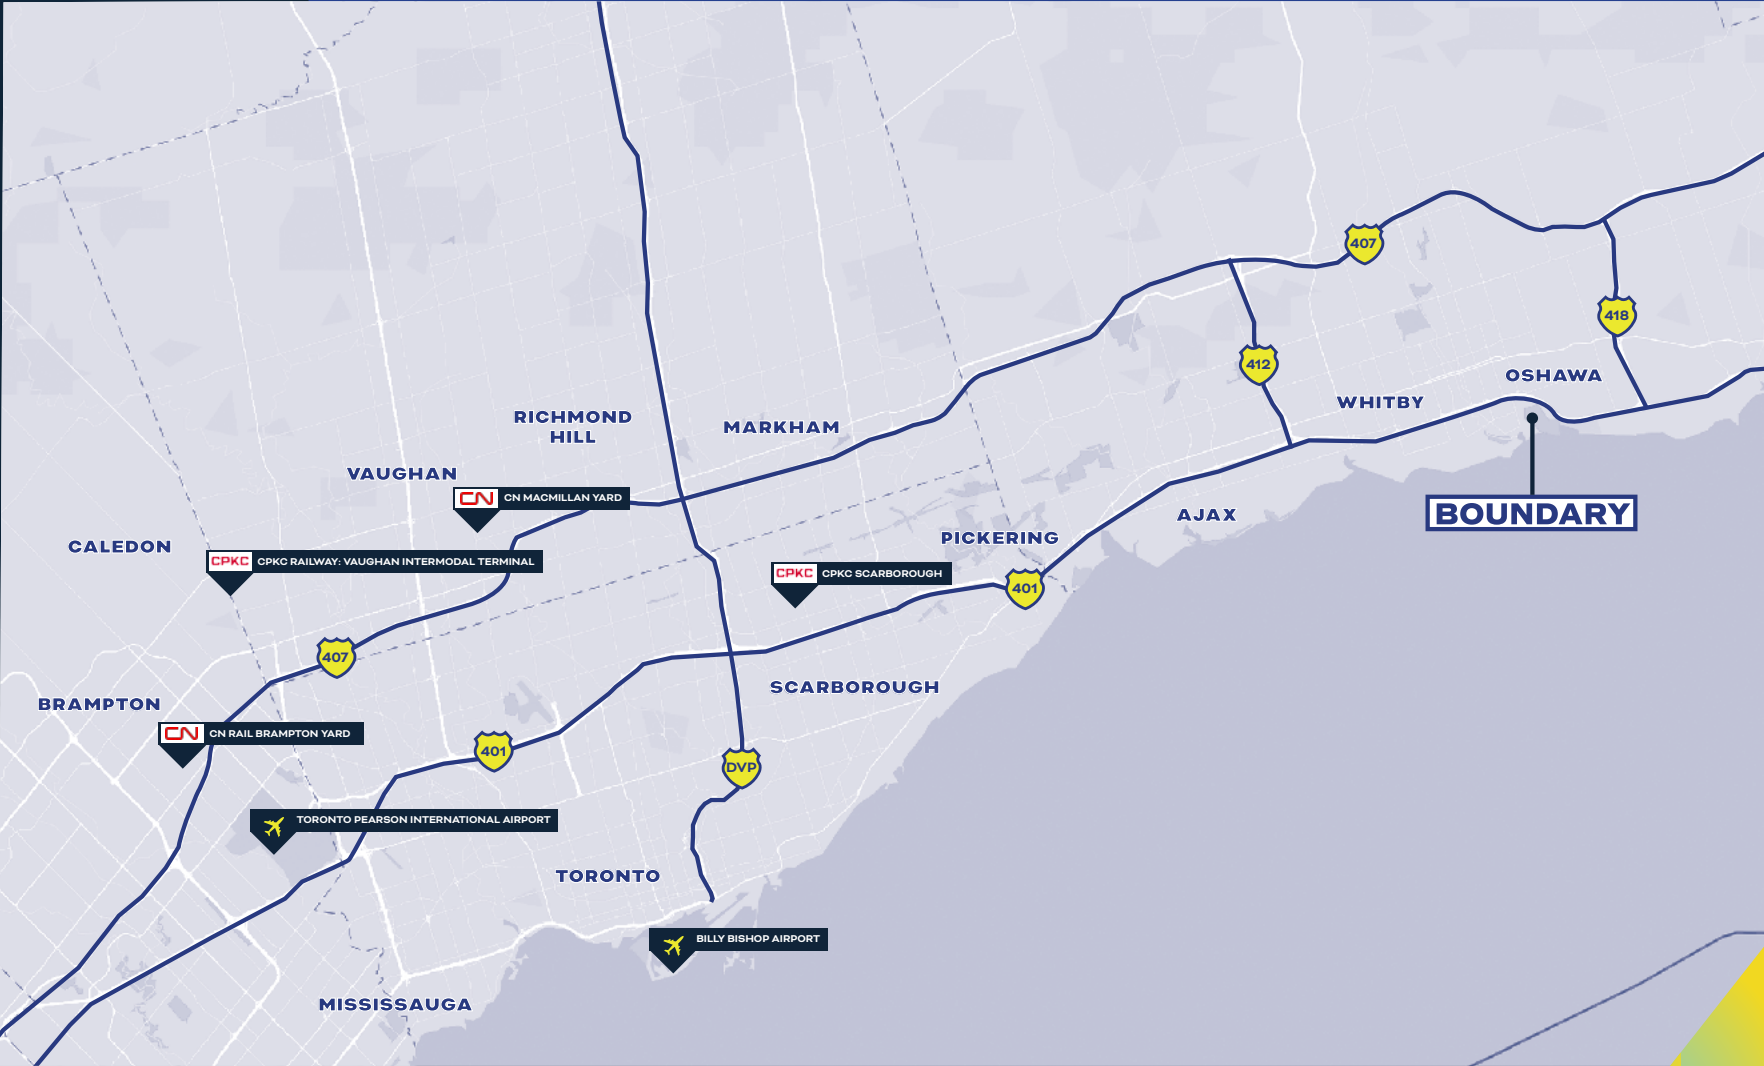 407
418
412
OSHAWA
WHITBY
RICHMOND
HILL
MARKHAM
VAUGHAN
CN
CN MACMILLAN YARD
BOUNDARY
AJAX
PICKERING
CALEDON
CPKC
CPKC RAILWAY: VAUGHAN INTERMODAL TERMINAL
CPKC
CPKC SCARBOROUGH
401
407
SCARBOROUGH
BRAMPTON
CN
CN RAIL BRAMPTON YARD
401
DVP
TORONTO PEARSON INTERNATIONAL AIRPORT
TORONTO
BILLY BISHOP AIRPORT
MISSISSAUGA